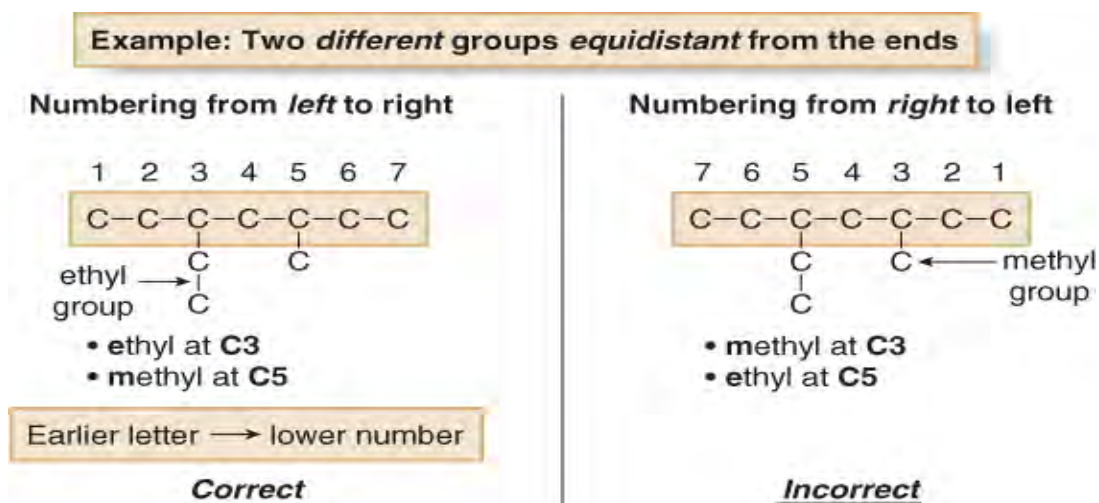 Example: Two different groups equidistant from the ends
Numbering from left to right
1 2 3 4 5 6 7
C–C–C–C–C–C–C
C C
ethyl
group
C
• ethyl at C3
• methyl at C5
Earlier letter → lower number
Correct
Numbering from right to left
7 6 5 4 3 2 1
C–C–C–C–C–C–C
C C
methyl
group
C
• methyl at C3
• ethyl at C5
Incorrect